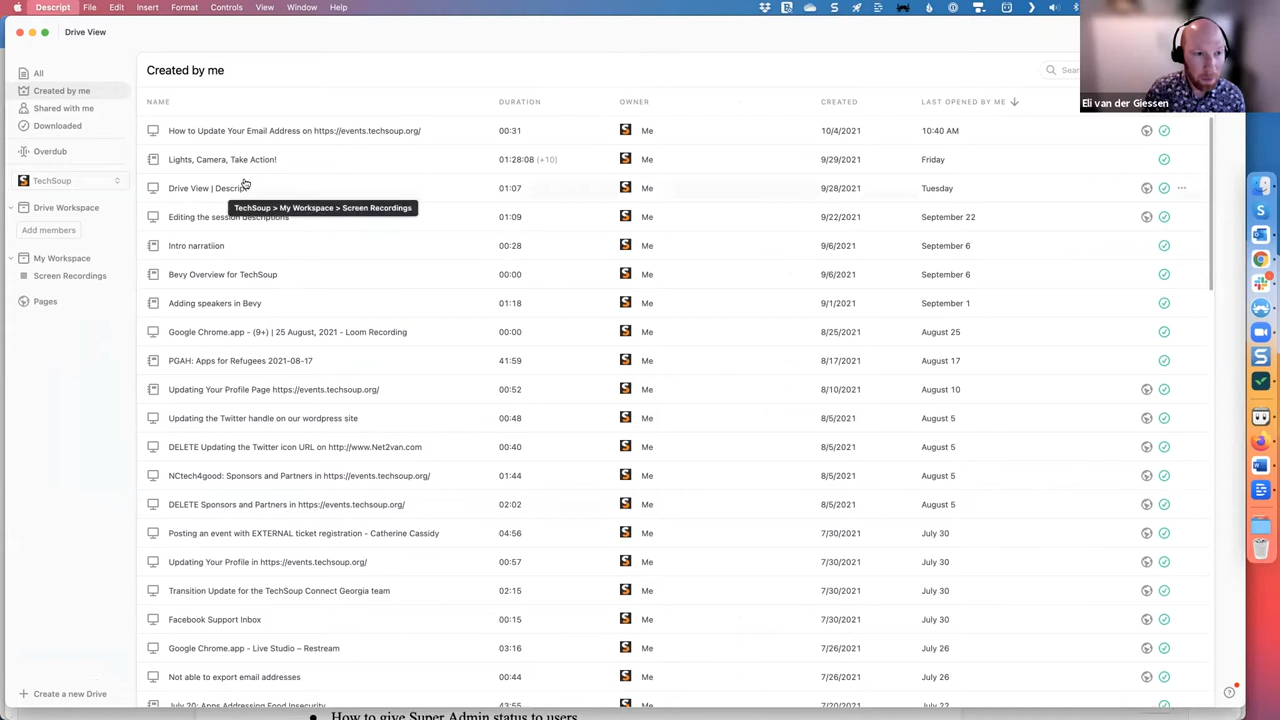 Descript File Edit Insert Format Controls View Window Help
Drive View
Eli van der Giessen
All
Created by me
Shared with me
Downloaded
Overdub
TechSoup
Drive Workspace
Add members
My Workspace
Screen Recordings
Pages
Create a new Drive
Created by me
NAME DURATION OWNER CREATED LAST OPENED BY ME
How to Update Your Email Address on https://events.techsoup.org/ 00:31 Me 10/4/2021 10:40 AM
Lights, Camera, Take Action! 01:28:08 (+10) Me 9/29/2021 Friday
Drive View | Descript 01:07 Me 9/28/2021 Tuesday
TechSoup > My Workspace > Screen Recordings
Editing the session descriptions 01:09 Me 9/22/2021 September 22
Intro narratiion 00:28 Me 9/6/2021 September 6
Bevy Overview for TechSoup 00:00 Me 9/6/2021 September 6
Adding speakers in Bevy 01:18 Me 9/1/2021 September 1
Google Chrome.app - (9+) | 25 August, 2021 - Loom Recording 00:00 Me 8/25/2021 August 25
PGAH: Apps for Refugees 2021-08-17 41:59 Me 8/17/2021 August 17
Updating Your Profile Page https://events.techsoup.org/ 00:52 Me 8/10/2021 August 10
Updating the Twitter handle on our wordpress site 00:48 Me 8/5/2021 August 5
DELETE Updating the Twitter icon URL on http://www.Net2van.com 00:40 Me 8/5/2021 August 5
NCtech4good: Sponsors and Partners in https://events.techsoup.org/ 01:44 Me 8/5/2021 August 5
DELETE Sponsors and Partners in https://events.techsoup.org/ 02:02 Me 8/5/2021 August 5
Posting an event with EXTERNAL ticket registration - Catherine Cassidy 04:56 Me 7/30/2021 July 30
Updating Your Profile in https://events.techsoup.org/ 00:57 Me 7/30/2021 July 30
Transition Update for the TechSoup Connect Georgia team 02:15 Me 7/30/2021 July 30
Facebook Support Inbox 00:15 Me 7/30/2021 July 30
Google Chrome.app - Live Studio – Restream 03:16 Me 7/26/2021 July 26
Not able to export email addresses 00:44 Me 7/26/2021 July 26
July 20: Apps Addressing Food Insecurity 43:55 Me 7/21/2021
How to give Super Admin status to users